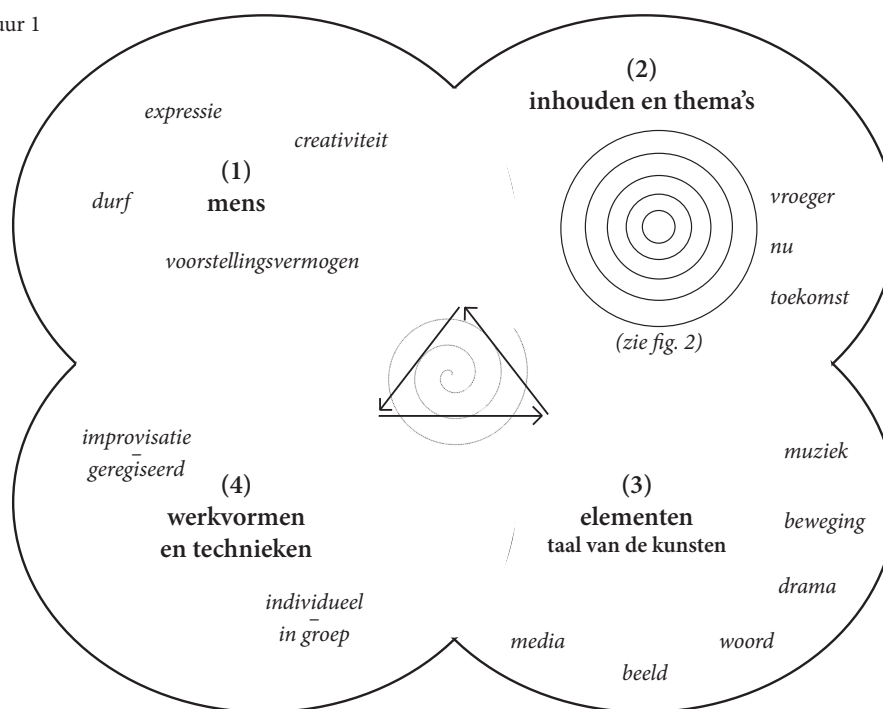 uur 1
expressie
creativiteit
(1)
mens
durf
voorstellingsvermogen
(2)
inhouden en thema's
vroeger
nu
toekomst
(zie fig. 2)
improvisatie
–
geregiseerd
(4)
werkvormen
en technieken
individueel
–
in groep
(3)
elementen
taal van de kunsten
muziek
beweging
drama
woord
beeld
media